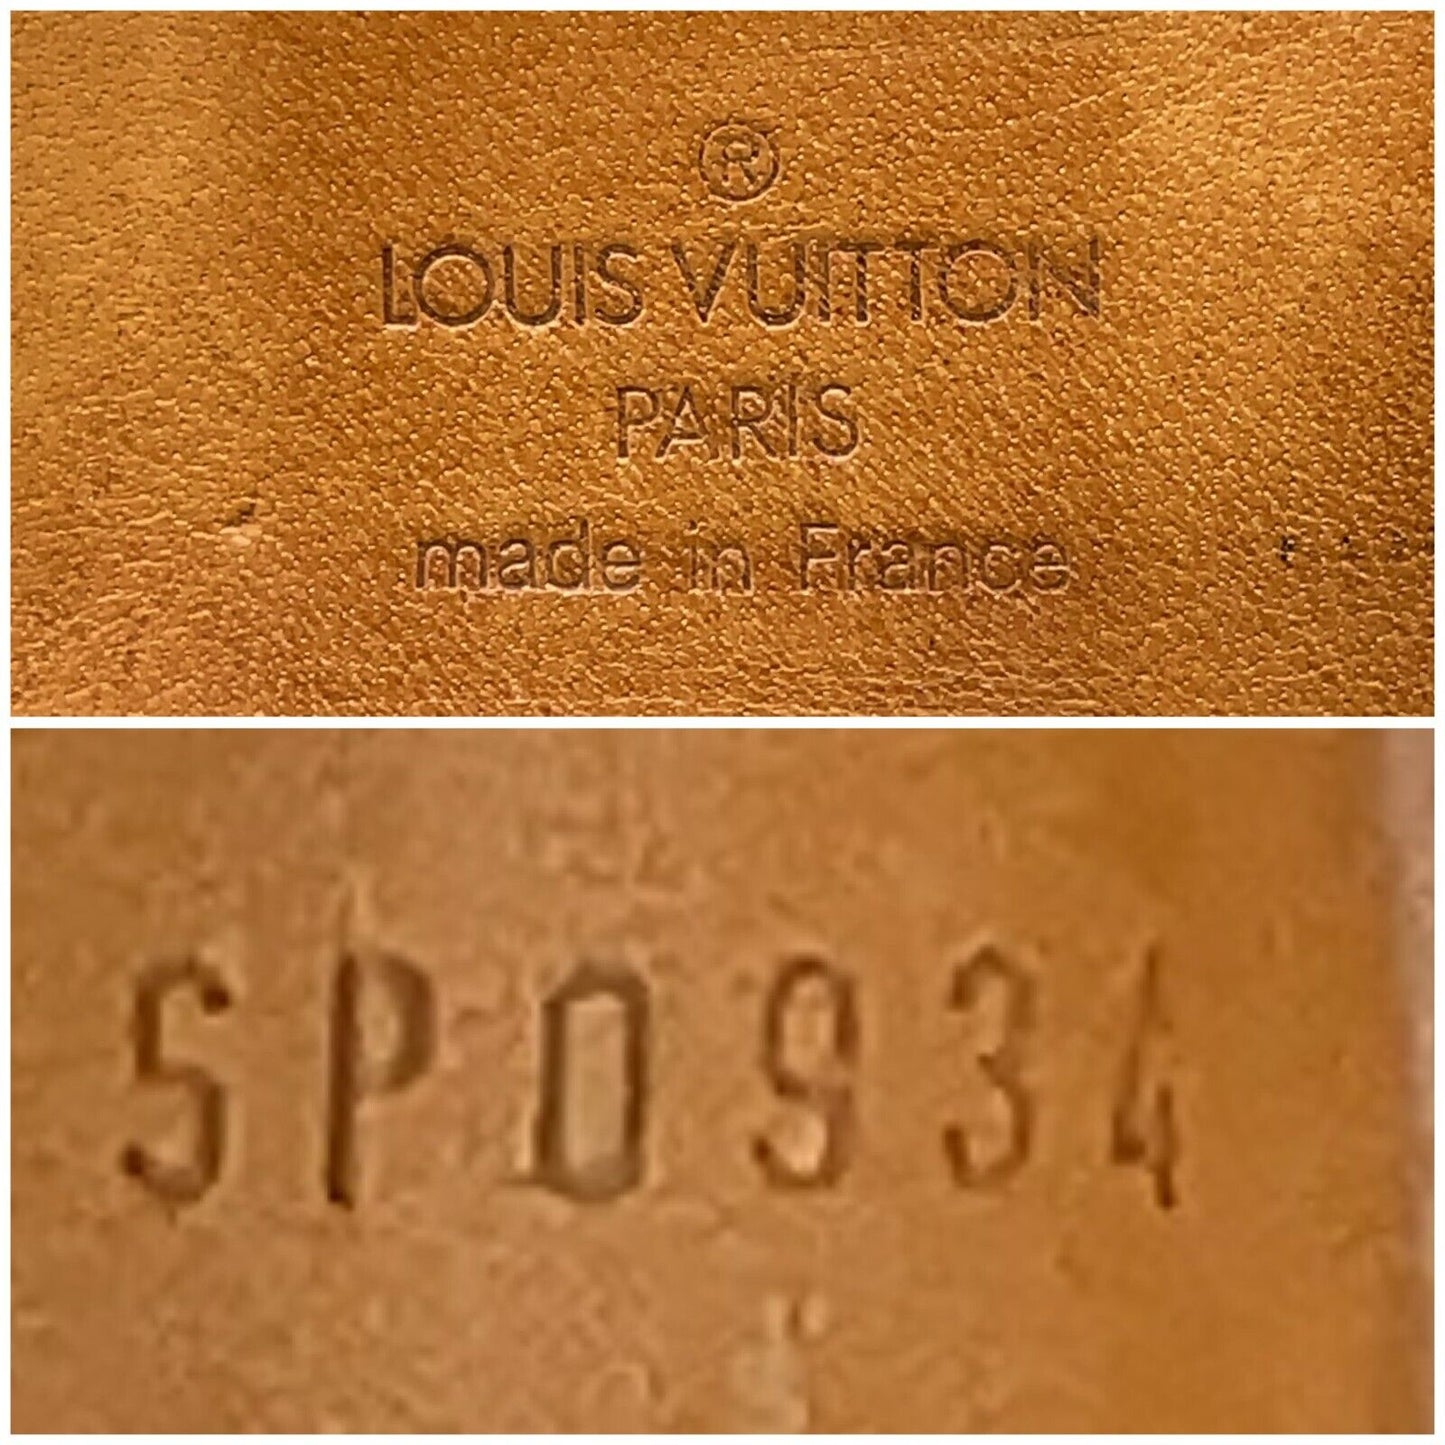 ®
LOUIS VUITTON
PARIS
made in France
SP0934